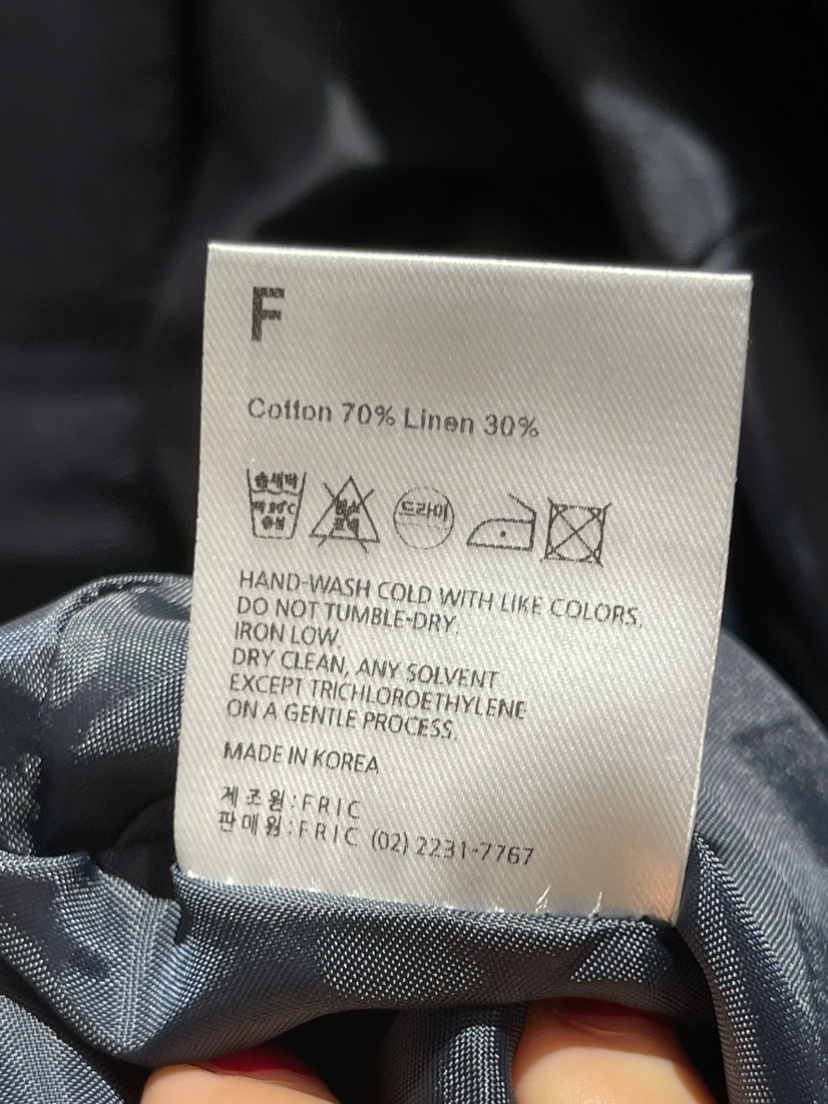 F
Cotton 70% Linen 30%
손세탁
중성
드라이
HAND-WASH COLD WITH LIKE COLORS.
DO NOT TUMBLE-DRY.
IRON LOW.
DRY CLEAN, ANY SOLVENT
EXCEPT TRICHLOROETHYLENE
ON A GENTLE PROCESS.
MADE IN KOREA
제조원:FRIC
판매원:FRIC (02) 2231-7767